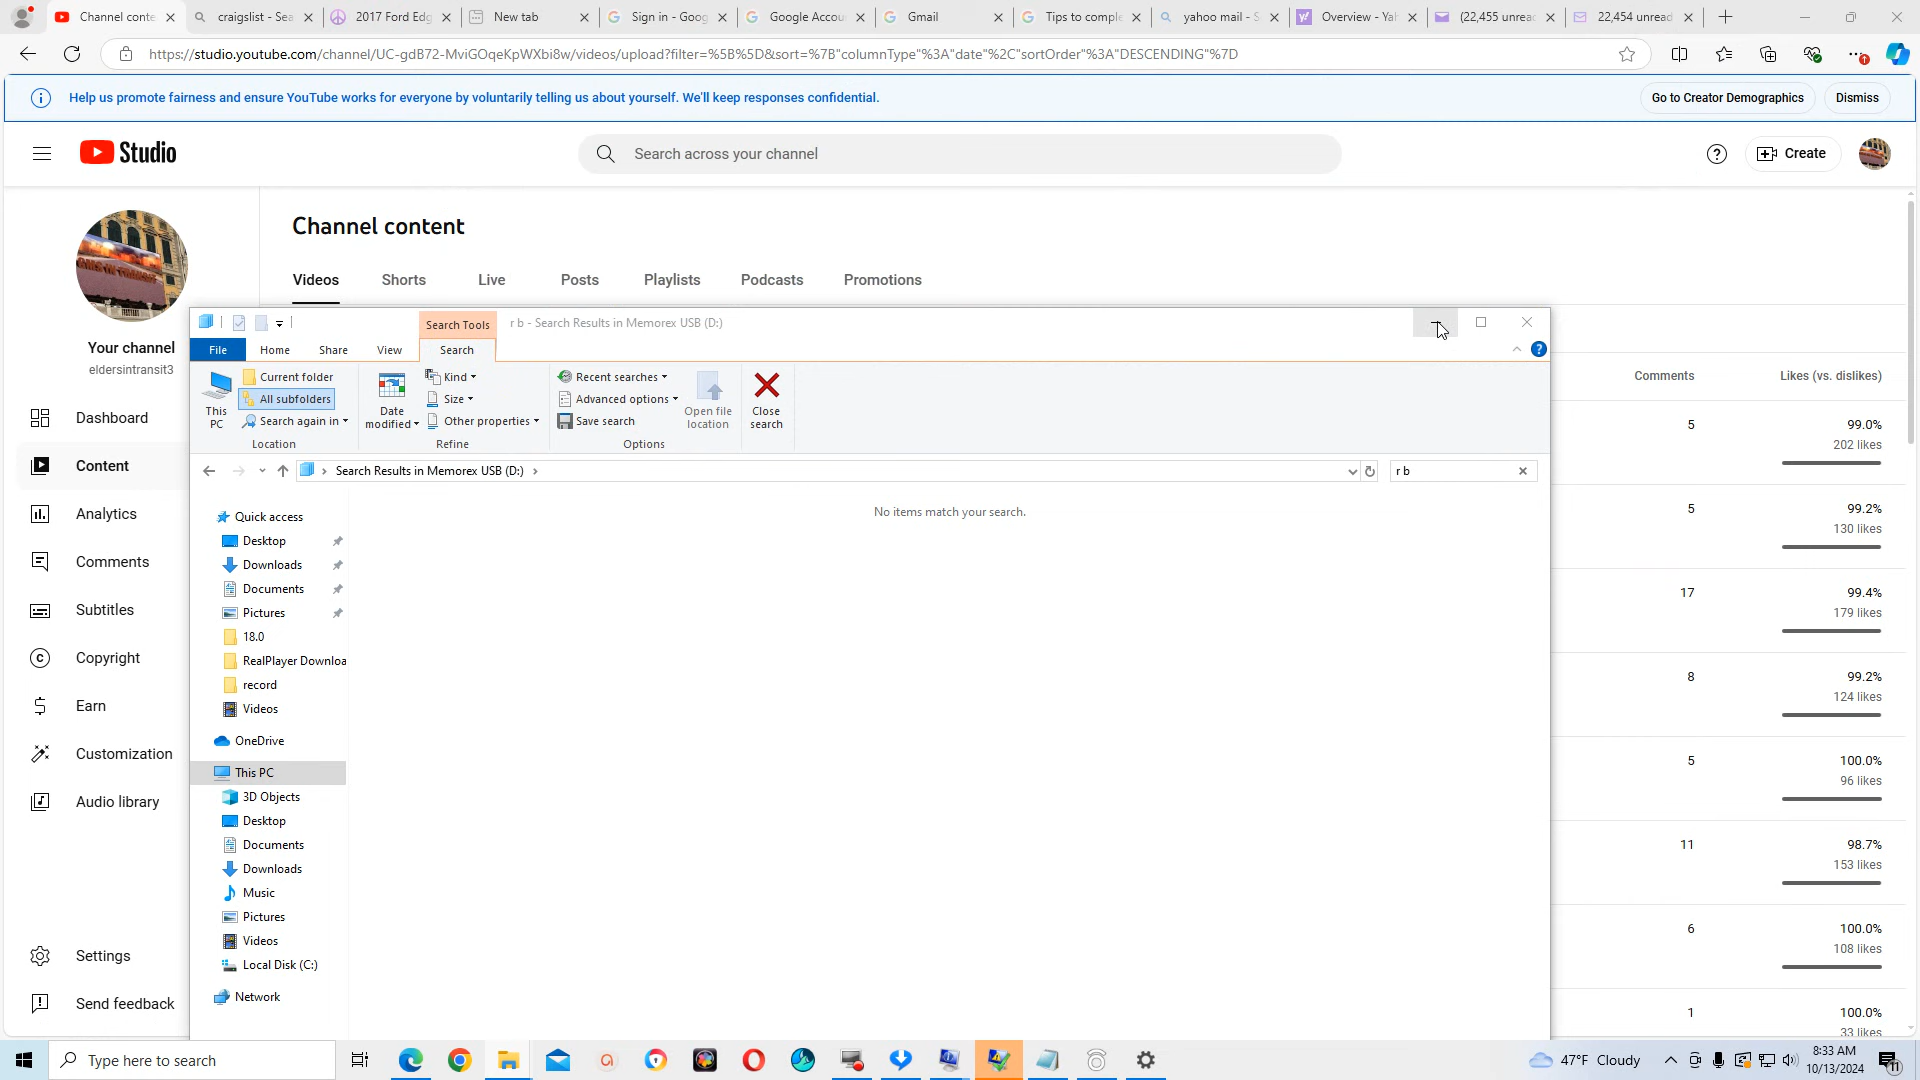 Channel conte
craigslist - Sea
2017 Ford Edg
New tab
Sign in - Goog
Google Accou
Gmail
Tips to comple
yahoo mail - S
Overview - Yah
(22,455 unread
22,454 unread
https://studio.youtube.com/channel/UC-gdB72-MviGOqeKpWXbi8w/videos/upload?filter=%5B%5D&sort=%7B"columnType"%3A"date"%2C"sortOrder"%3A"DESCENDING"%7D
Help us promote fairness and ensure YouTube works for everyone by voluntarily telling us about yourself. We'll keep responses confidential.
Go to Creator Demographics
Dismiss
Studio
Search across your channel
Create
Channel content
Videos
Shorts
Live
Posts
Playlists
Podcasts
Promotions
Your channel
eldersintransit3
Dashboard
Content
Analytics
Comments
Subtitles
Copyright
Earn
Customization
Audio library
Settings
Send feedback
Search Tools
r b - Search Results in Memorex USB (D:)
File
Home
Share
View
Search
This PC
Current folder
All subfolders
Search again in
Location
Date modified
Kind
Size
Other properties
Refine
Recent searches
Advanced options
Save search
Open file location
Options
Close search
Search Results in Memorex USB (D:)
r b
No items match your search.
Quick access
Desktop
Downloads
Documents
Pictures
18.0
RealPlayer Downloa
record
Videos
OneDrive
This PC
3D Objects
Desktop
Documents
Downloads
Music
Pictures
Videos
Local Disk (C:)
Network
Comments
Likes (vs. dislikes)
5
99.0%
202 likes
5
99.2%
130 likes
17
99.4%
179 likes
8
99.2%
124 likes
5
100.0%
96 likes
11
98.7%
153 likes
6
100.0%
108 likes
1
100.0%
33 likes
Type here to search
47°F Cloudy
8:33 AM
10/13/2024
11